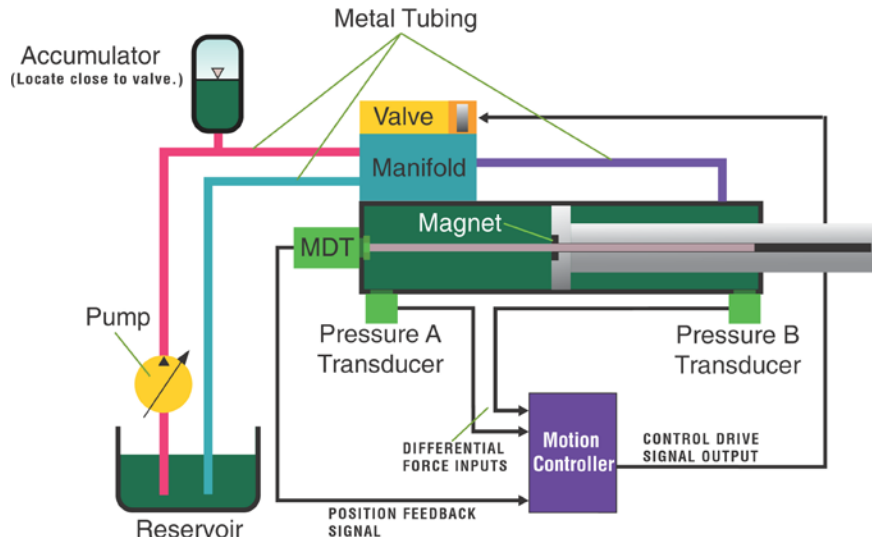 Metal Tubing
Accumulator
(Locate close to valve.)
Valve
Manifold
Magnet
MDT
Pump
Pressure A
Transducer
Pressure B
Transducer
DIFFERENTIAL
FORCE INPUTS
Motion
Controller
CONTROL DRIVE
SIGNAL OUTPUT
POSITION FEEDBACK
SIGNAL
Reservoir